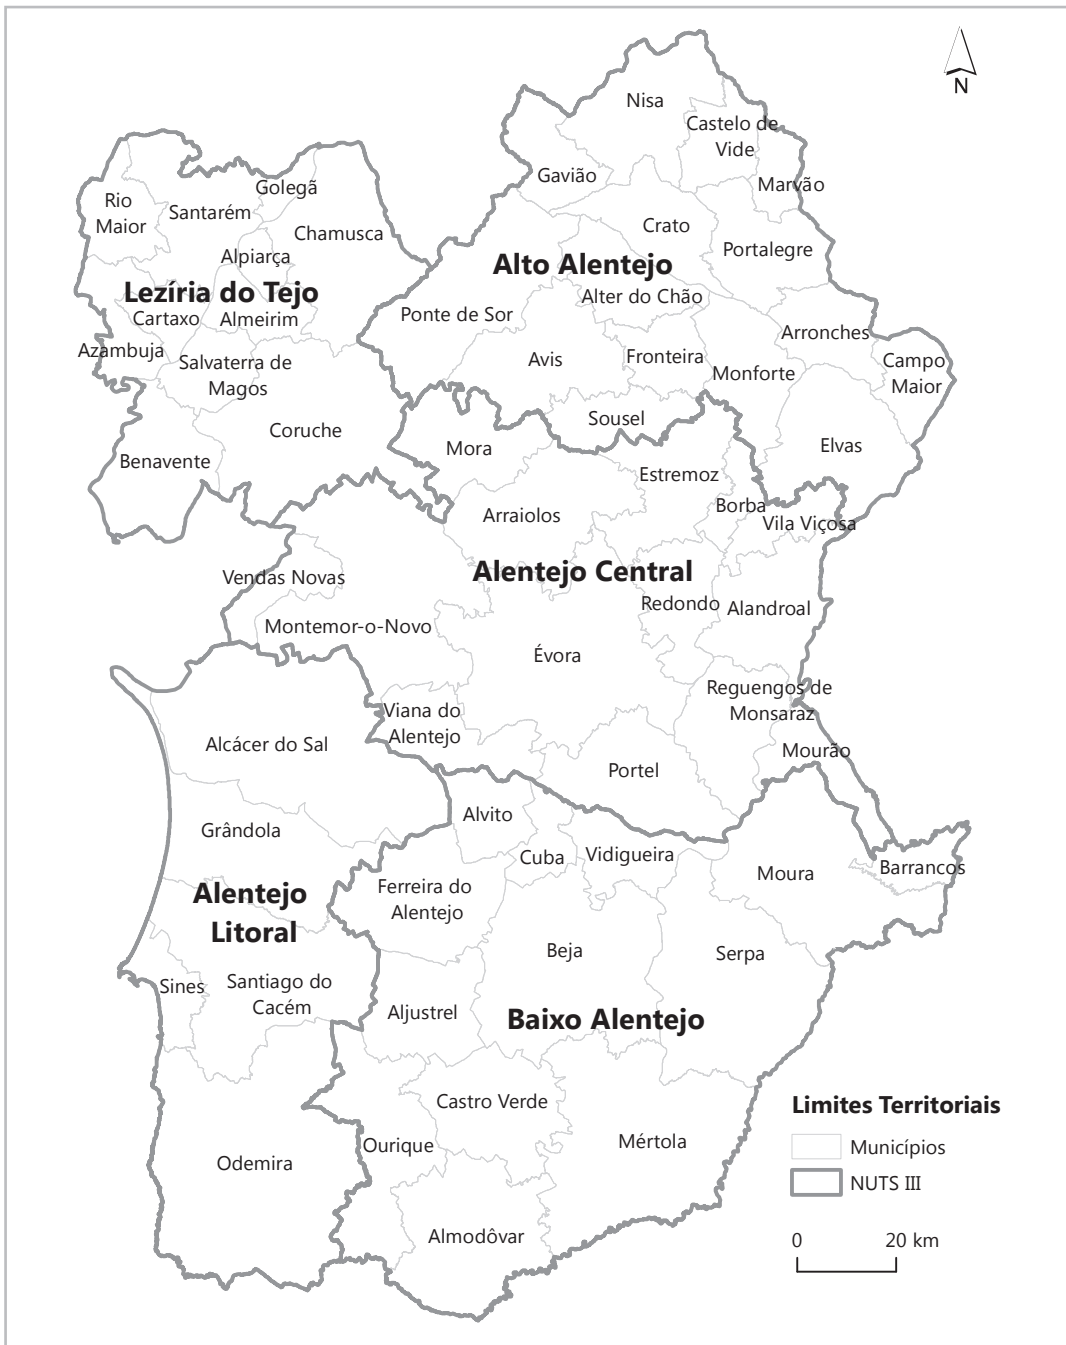 N
Nisa
Castelo de
Vide
Gavião
Marvão
Crato
Portalegre
Alto Alentejo
Alter do Chão
Ponte de Sor
Arronches
Avis
Fronteira
Monforte
Campo
Maior
Sousel
Elvas
Golegã
Rio
Maior
Santarém
Chamusca
Alpiarça
Lezíria do Tejo
Cartaxo
Almeirim
Azambuja
Salvaterra de
Magos
Coruche
Benavente
Mora
Estremoz
Borba
Arraiolos
Vila Viçosa
Alentejo Central
Vendas Novas
Redondo
Alandroal
Montemor-o-Novo
Évora
Reguengos de
Monsaraz
Viana do
Alentejo
Mourão
Portel
Alcácer do Sal
Grândola
Alentejo
Litoral
Sines
Santiago do
Cacém
Odemira
Alvito
Cuba
Vidigueira
Moura
Barrancos
Ferreira do
Alentejo
Beja
Serpa
Aljustrel
Baixo Alentejo
Castro Verde
Ourique
Mértola
Almodôvar
Limites Territoriais
Municípios
NUTS III
0 20 km